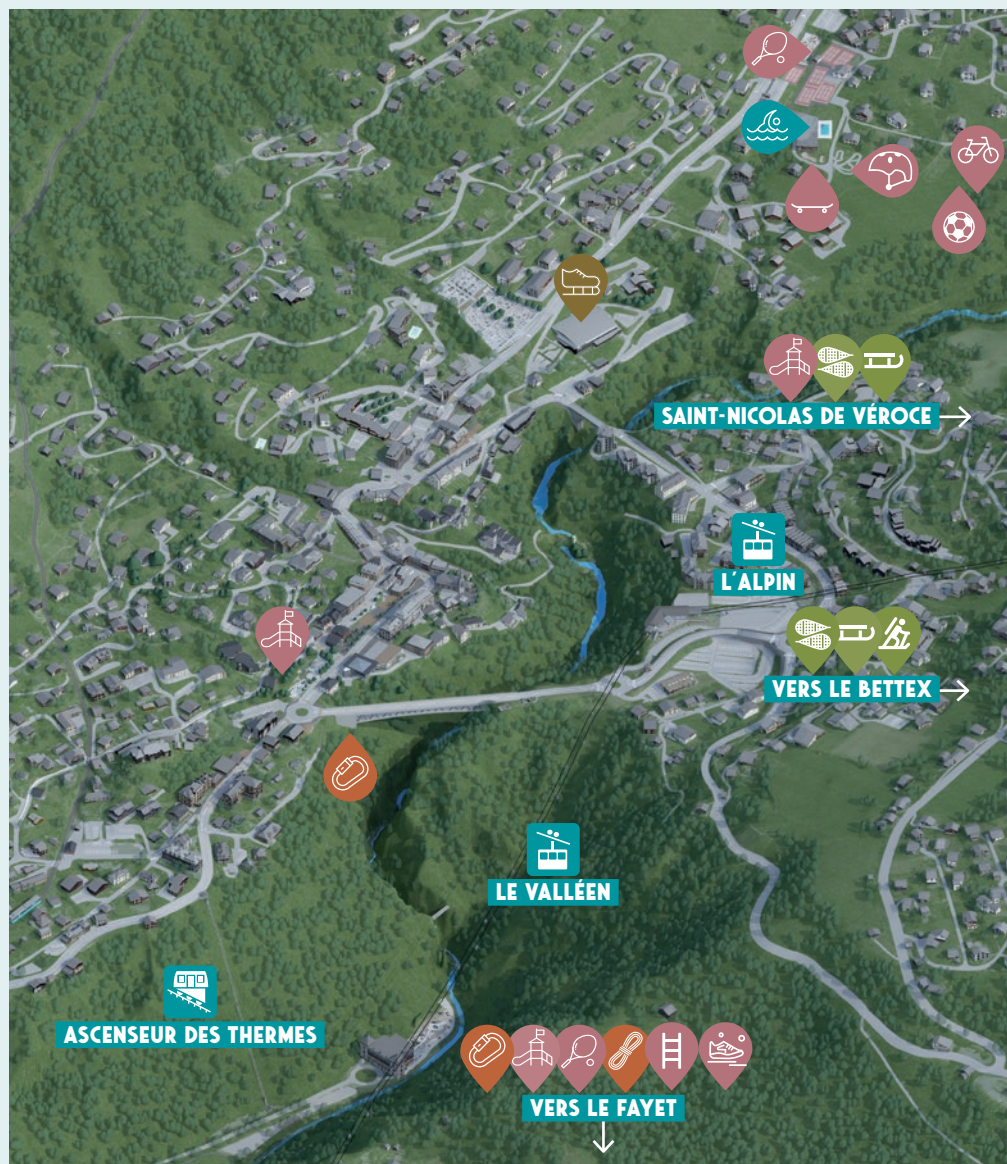 SAINT-NICOLAS DE VÉROCE
L'ALPIN
VERS LE BETTEX
LE VALLÉEN
ASCENSEUR DES THERMES
VERS LE FAYET